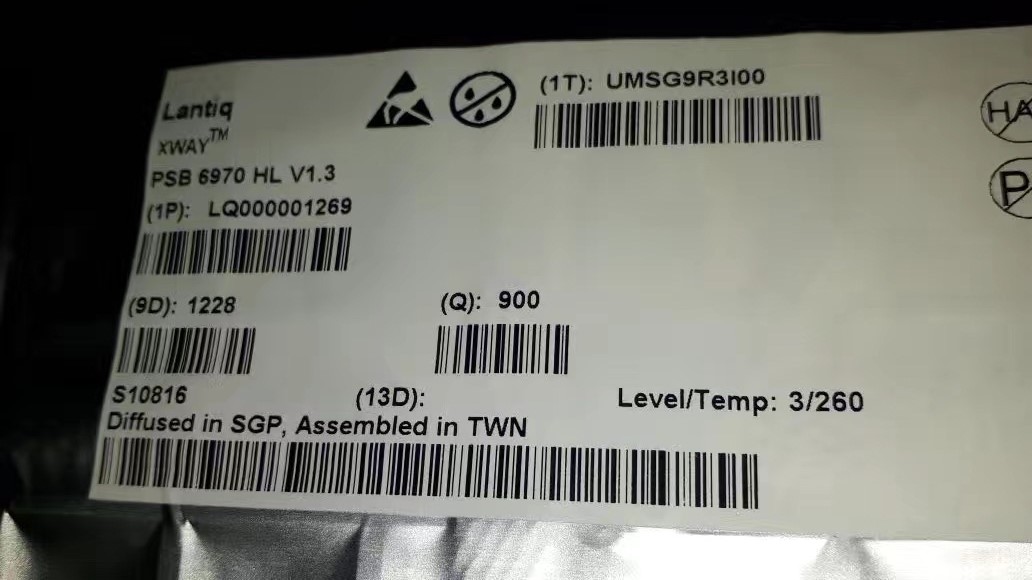 Lantiq
XWAY™
PSB 6970 HL V1.3
(1P): LQ000001269
(1T): UMSG9R3I00
(9D): 1228
(Q): 900
S10816
(13D):
Level/Temp: 3/260
Diffused in SGP, Assembled in TWN
HA
P